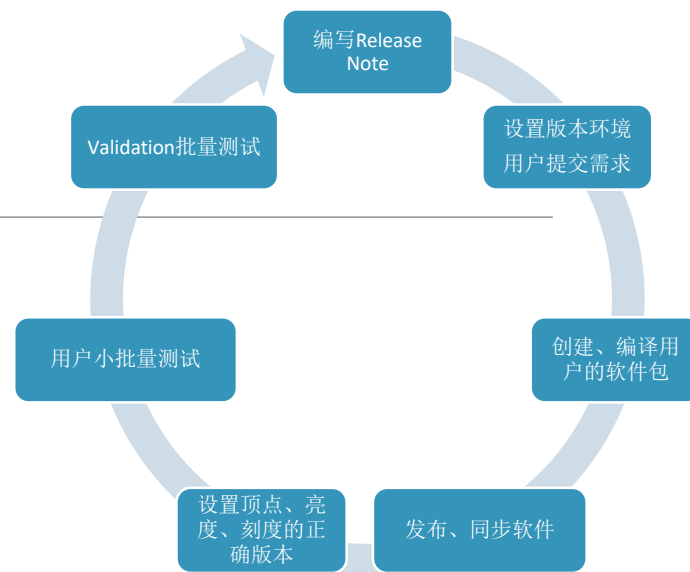 编写Release
Note
设置版本环境
用户提交需求
创建、编译用
户的软件包
发布、同步软件
设置顶点、亮
度、刻度的正
确版本
用户小批量测试
Validation批量测试